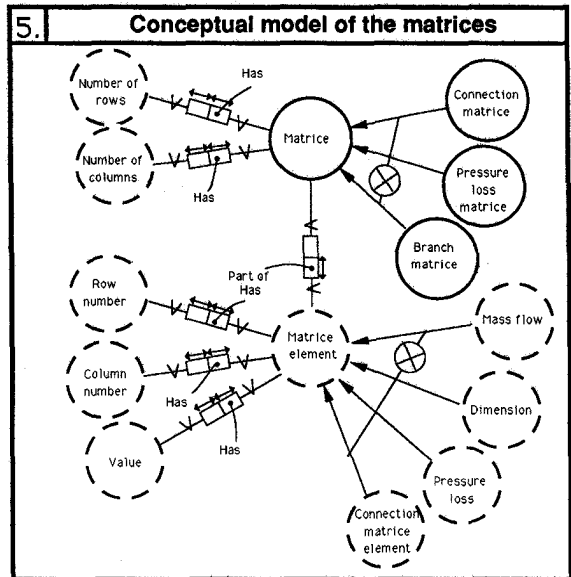 5.
Conceptual model of the matrices
Number of
rows
Has
Matrice
Connection
matrice
Number of
columns
Has
Pressure
loss
matrice
Branch
matrice
Row
number
Part of
Has
Matrice
element
Mass flow
Column
number
Has
Dimension
Value
Has
Pressure
loss
Connection
matrice
element